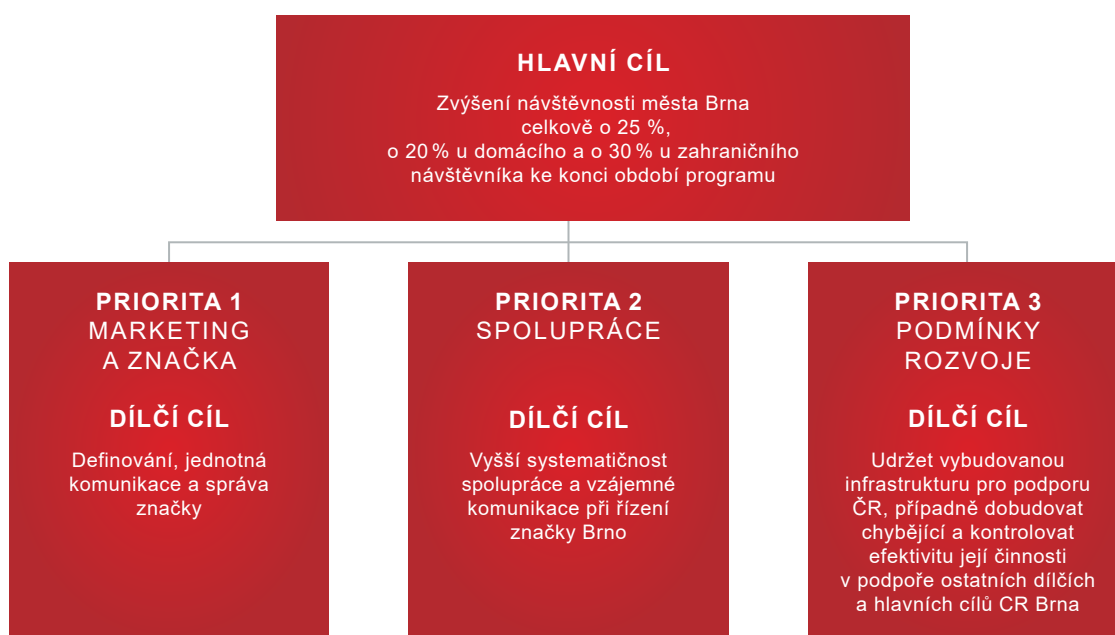 HLAVNÍ CÍL
Zvýšení návštěvnosti města Brna
celkově o 25 %,
o 20 % u domácího a o 30 % u zahraničního
návštěvníka ke konci období programu
PRIORITA 1
MARKETING
A ZNAČKA
DÍLČÍ CÍL
Definování, jednotná
komunikace a správa
značky
PRIORITA 2
SPOLUPRÁCE
DÍLČÍ CÍL
Vyšší systematičnost
spolupráce a vzájemné
komunikace při řízení
značky Brno
PRIORITA 3
PODMÍNKY
ROZVOJE
DÍLČÍ CÍL
Udržet vybudovanou
infrastrukturu pro podporu
ČR, případně dobudovat
chybějící a kontrolovat
efektivitu její činnosti
v podpoře ostatních dílčích
a hlavních cílů CR Brna